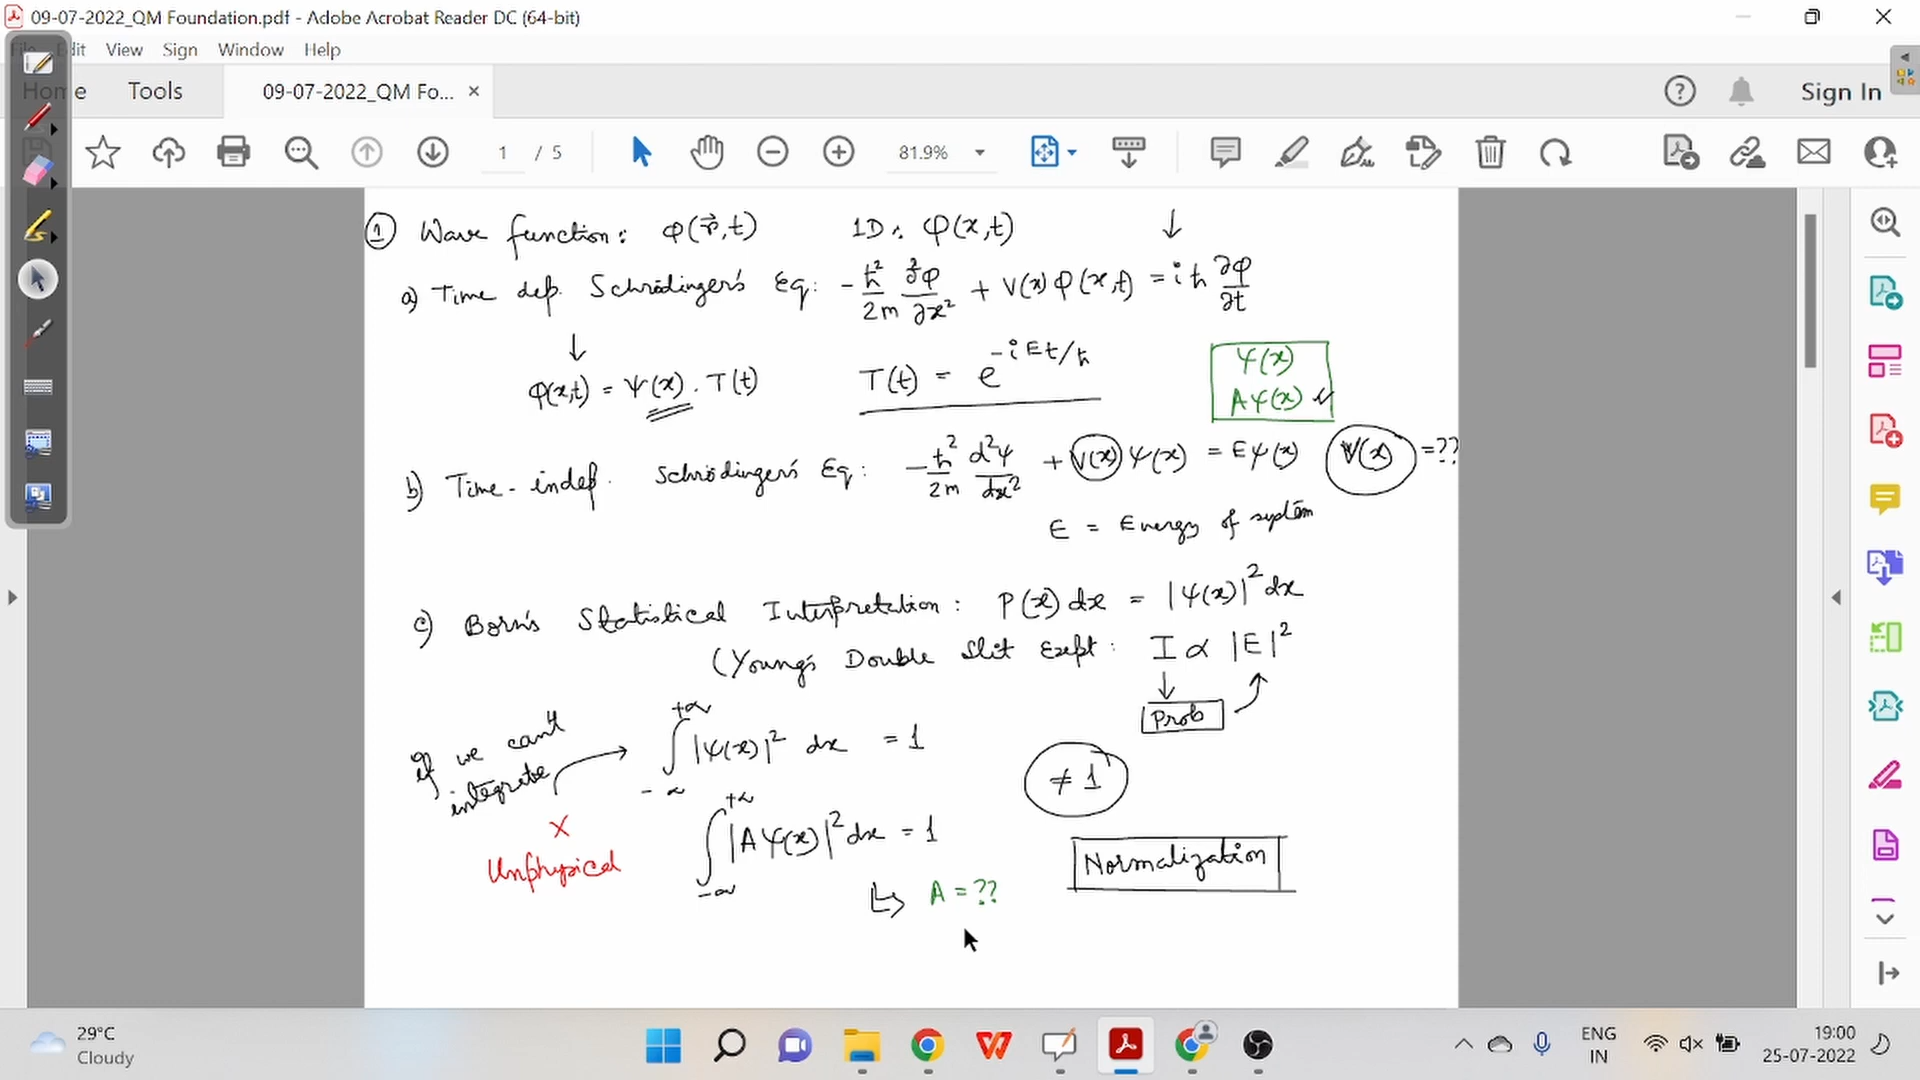 09-07-2022_QM Foundation.pdf - Adobe Acrobat Reader DC (64-bit)
File Edit View Sign Window Help
Home Tools 09-07-2022_QM Fo... × Sign In
1 / 5 81.9%
① Wave function: φ(r⃗,t) 1D: φ(x,t) ↓
a) Time dep. Schrödinger's Eq: -ħ²/2m ∂²φ/∂x² + V(x) φ(x,t) = iħ ∂φ/∂t
↓
φ(x,t) = ψ(x) . T(t) T(t) = e^(-iEt/ħ)
ψ(x)
Aψ(x)
b) Time-indep. Schrödinger's Eq: -ħ²/2m d²ψ/dx² + V(x) ψ(x) = Eψ(x) V(x) = ??
E = Energy of system
c) Born's Statistical Interpretation: P(x) dx = |ψ(x)|² dx
(Young's Double Slit Expt: I α |E|²
↓
Prob
If we can't
integrate → ∫_{-∞}^{+∞} |ψ(x)|² dx = 1
≠ 1
X
Unphysical
∫_{-∞}^{+∞} |Aψ(x)|² dx = 1
Normalization
↳ A = ??
29°C
Cloudy
ENG
IN
19:00
25-07-2022